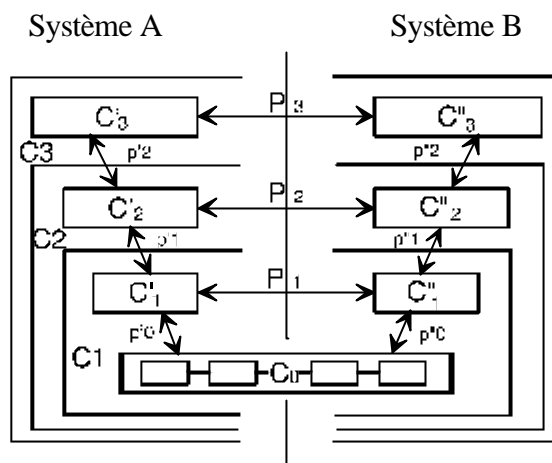 Système A Système B
C'3 P3 C"3
C3 p'2 p"2
C'2 P2 C"2
C2 p'1 p"1
C'1 P1 C"1
p'0 p"0
C1 C0